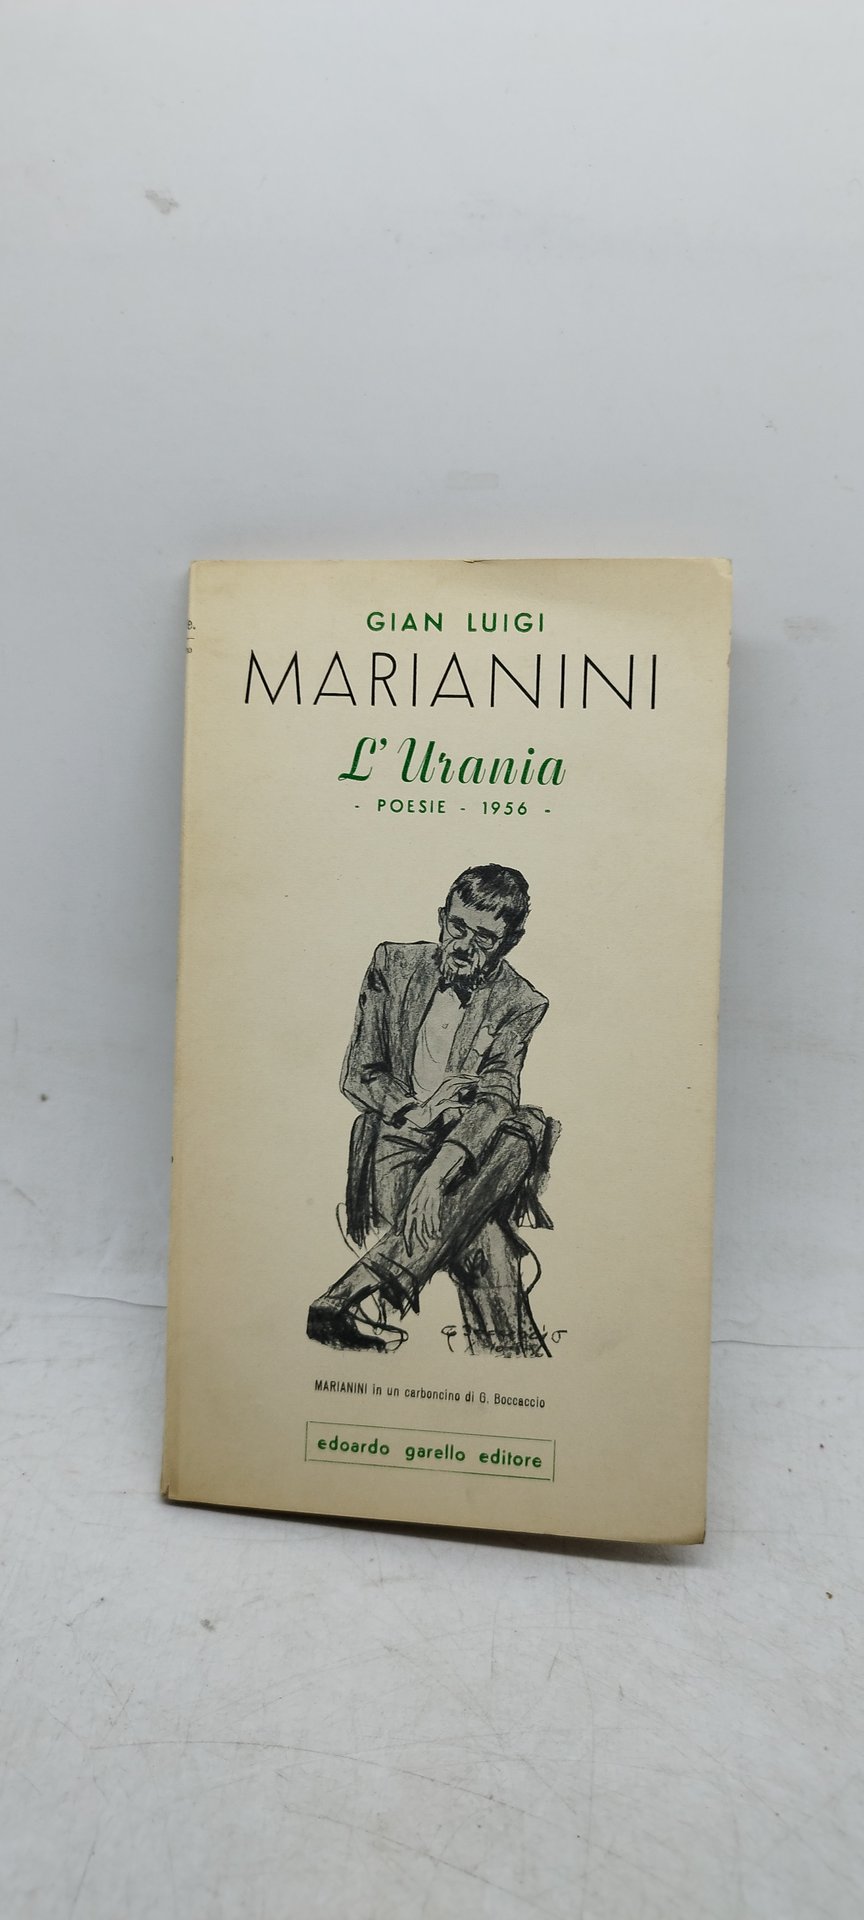 GIAN LUIGI
MARIANINI
L'Urania
- POESIE - 1956 -
MARIANINI in un carboncino di G. Boccaccio
edoardo garello editore